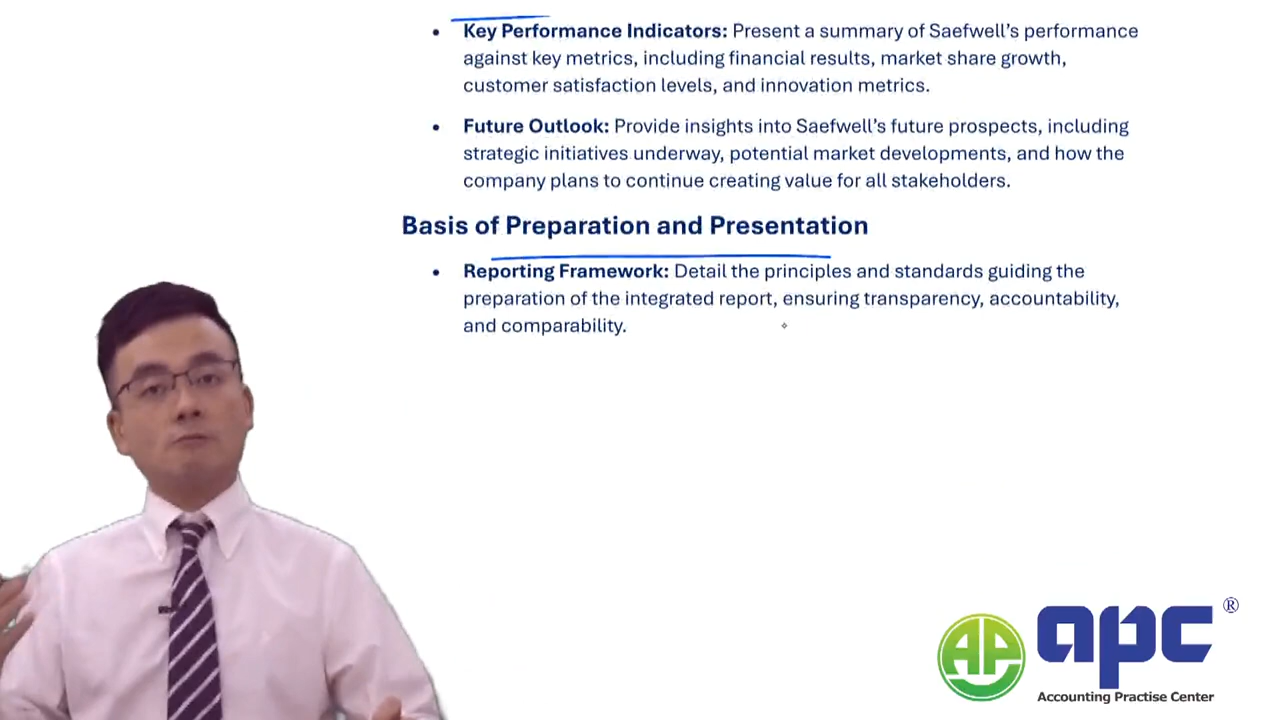 Key Performance Indicators: Present a summary of Saefwell’s performance
against key metrics, including financial results, market share growth,
customer satisfaction levels, and innovation metrics.
Future Outlook: Provide insights into Saefwell’s future prospects, including
strategic initiatives underway, potential market developments, and how the
company plans to continue creating value for all stakeholders.
Basis of Preparation and Presentation
Reporting Framework: Detail the principles and standards guiding the
preparation of the integrated report, ensuring transparency, accountability,
and comparability.
AP apc ®
Accounting Practise Center